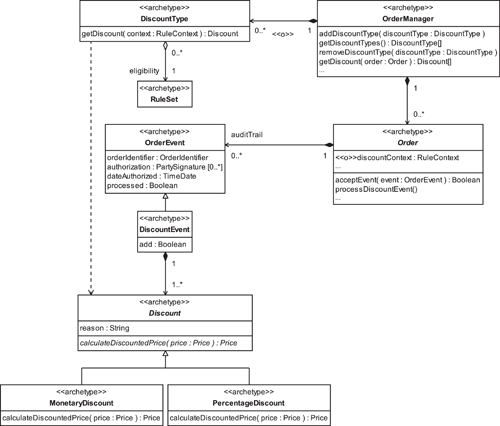 <<archetype>>
DiscountType
getDiscount( context : RuleContext ) : Discount
0..*
<<o>>
1
<<archetype>>
OrderManager
addDiscountType( discountType : DiscountType )
getDiscountTypes() : DiscountType[]
removeDiscountType( discountType : DiscountType )
getDiscount( order : Order ) : Discount[]
...
0..*
eligibility
1
<<archetype>>
RuleSet
1
0..*
<<archetype>>
OrderEvent
orderIdentifier : OrderIdentifier
authorization : PartySignature [0..*]
dateAuthorized : TimeDate
processed : Boolean
auditTrail
0..*
1
<<archetype>>
Order
<<o>>discountContext : RuleContext
...
acceptEvent( event : OrderEvent ) : Boolean
processDiscountEvent()
...
<<archetype>>
DiscountEvent
add : Boolean
1
1..*
<<archetype>>
Discount
reason : String
calculateDiscountedPrice( price : Price ) : Price
<<archetype>>
MonetaryDiscount
calculateDiscountedPrice( price : Price ) : Price
<<archetype>>
PercentageDiscount
calculateDiscountedPrice( price : Price ) : Price